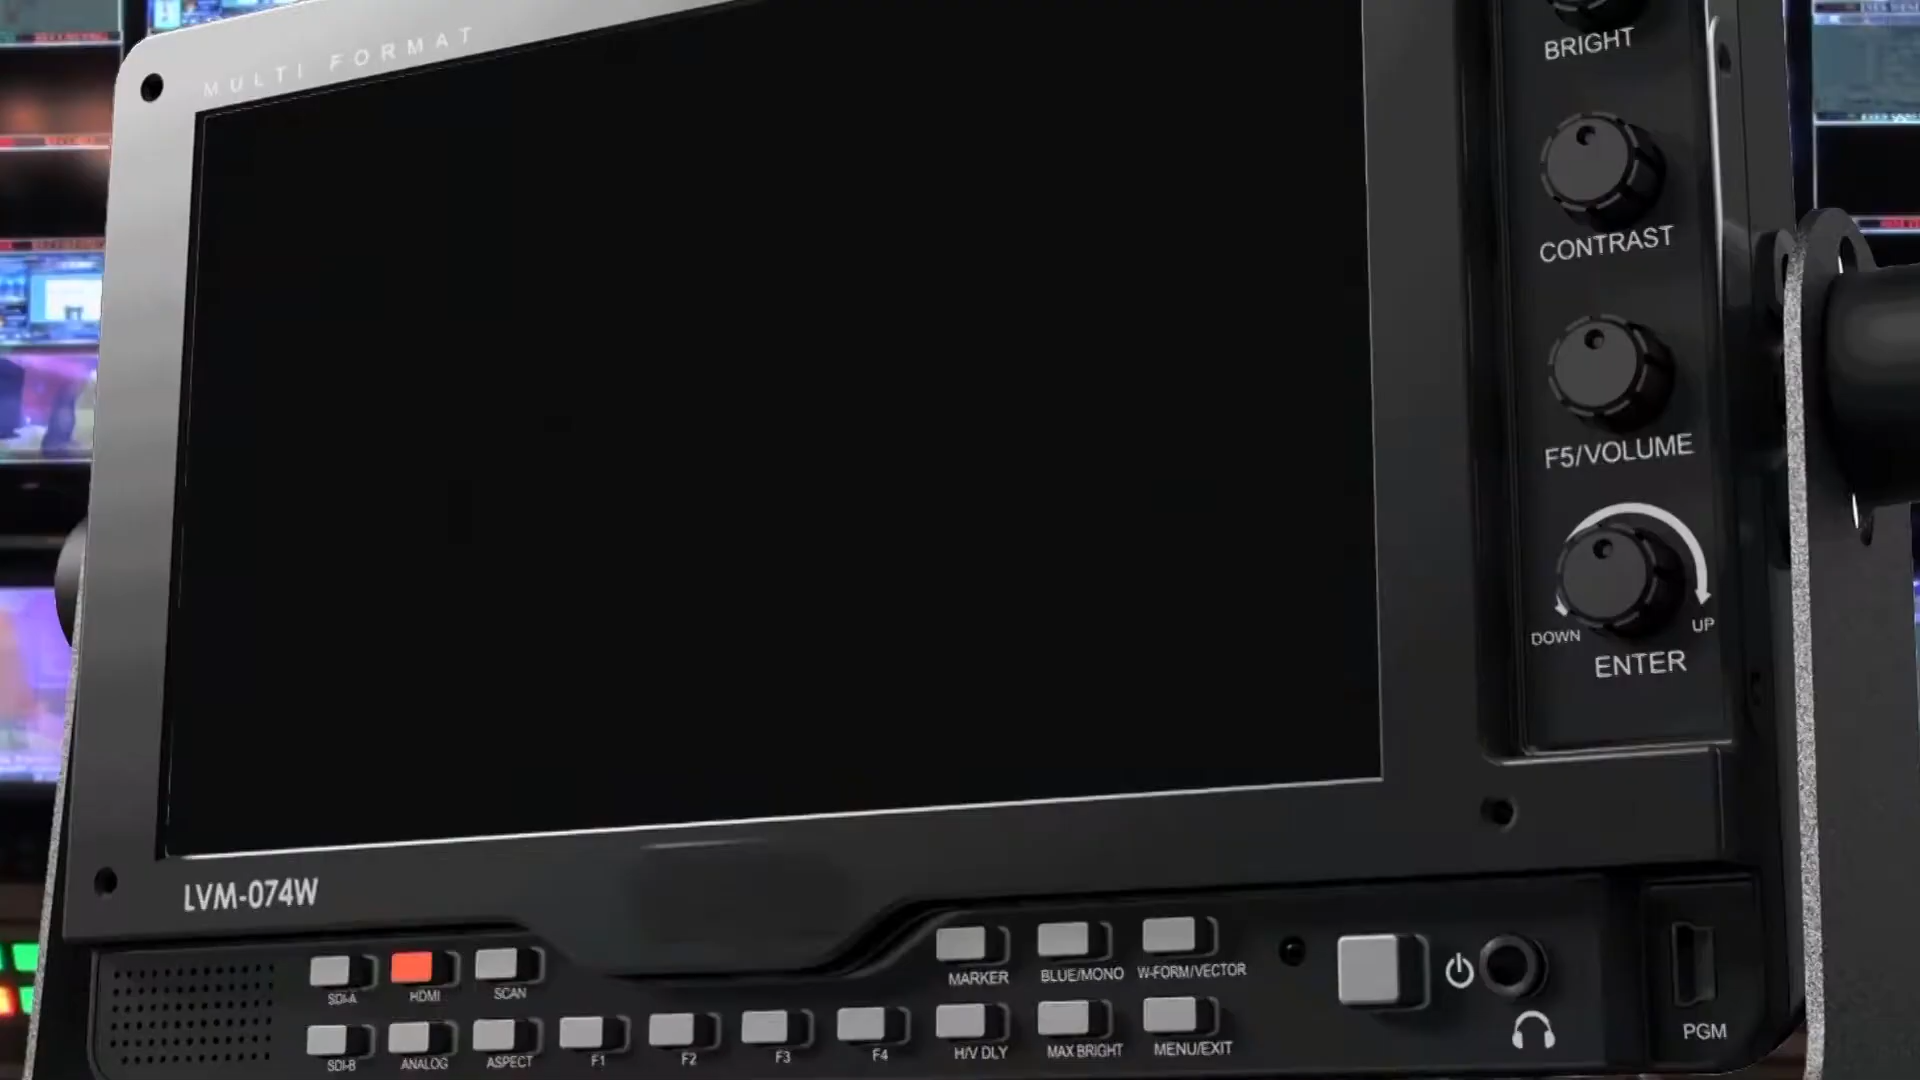 MULTI FORMAT
BRIGHT
CONTRAST
F5/VOLUME
DOWN
UP
ENTER
LVM-074W
SDI-A
HDMI
SCAN
MARKER
BLUE/MONO
W-FORM/VECTOR
SDI-B
ANALOG
ASPECT
F1
F2
F3
F4
H/V DLY
MAX BRIGHT
MENU/EXIT
PGM